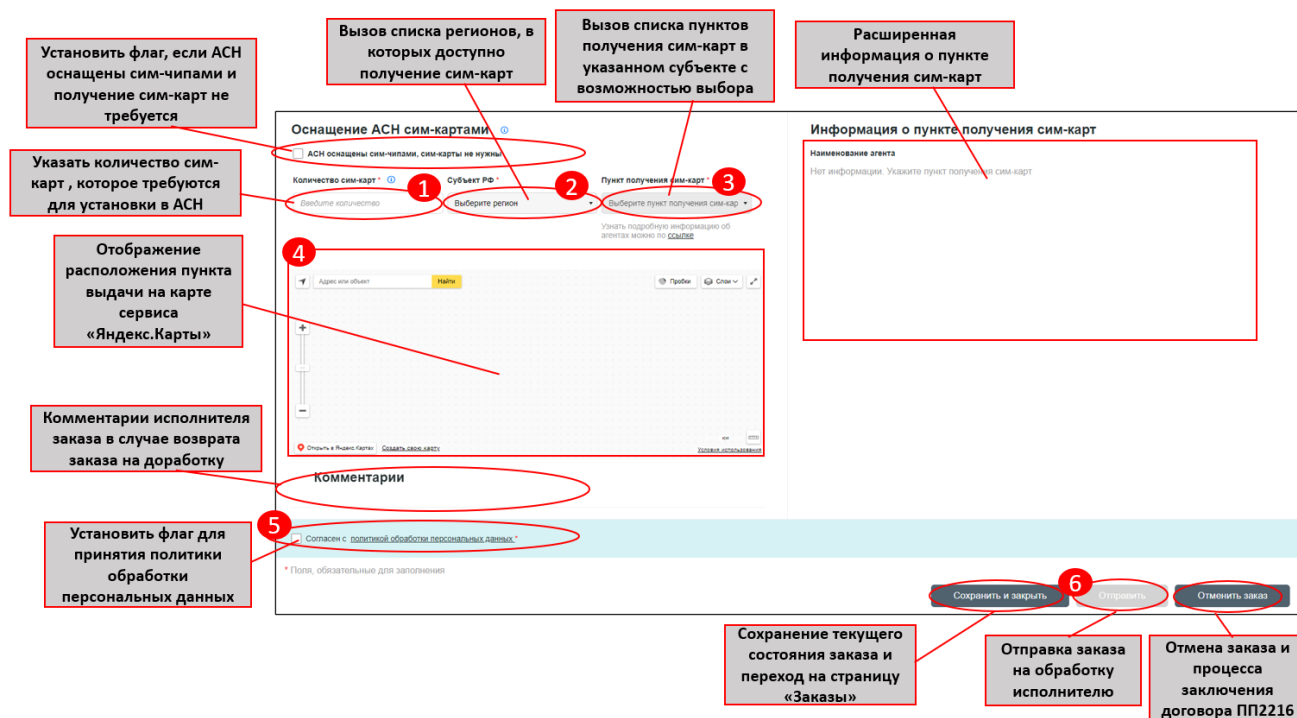 Установить флаг, если АСН
оснащены сим-чипами и
получение сим-карт не
требуется
Вызов списка регионов, в
которых доступно
получение сим-карт
Вызов списка пунктов
получения сим-карт в
указанном субъекте с
возможностью выбора
Расширенная
информация о пункте
получения сим-карт
Указать количество сим-
карт , которое требуются
для установки в АСН
Отображение
расположения пункта
выдачи на карте
сервиса
«Яндекс.Карты»
Комментарии исполнителя
заказа в случае возврата
заказа на доработку
Установить флаг для
принятия политики
обработки
персональных данных
Оснащение АСН сим-картами
АСН оснащены сим-чипами, сим-карты не нужны
Количество сим-карт *
1
Субъект РФ *
2
Пункт получения сим-карт *
3
Введите количество
Выберите регион
Выберите пункт получения сим-кар
Узнать подробную информацию об
агентах можно по ссылке
4
Адрес или объект
Найти
Пробки
Слои
Открыть в Яндекс.Картах
Создать свою карту
Условия использования
Информация о пункте получения сим-карт
Наименование агента
Нет информации. Укажите пункт получения сим-карт
Комментарии
5
Согласен с политикой обработки персональных данных *
* Поля, обязательные для заполнения
Сохранить и закрыть
6
Отправить
Отменить заказ
Сохранение текущего
состояния заказа и
переход на страницу
«Заказы»
Отправка заказа
на обработку
исполнителю
Отмена заказа и
процесса
заключения
договора ПП2216